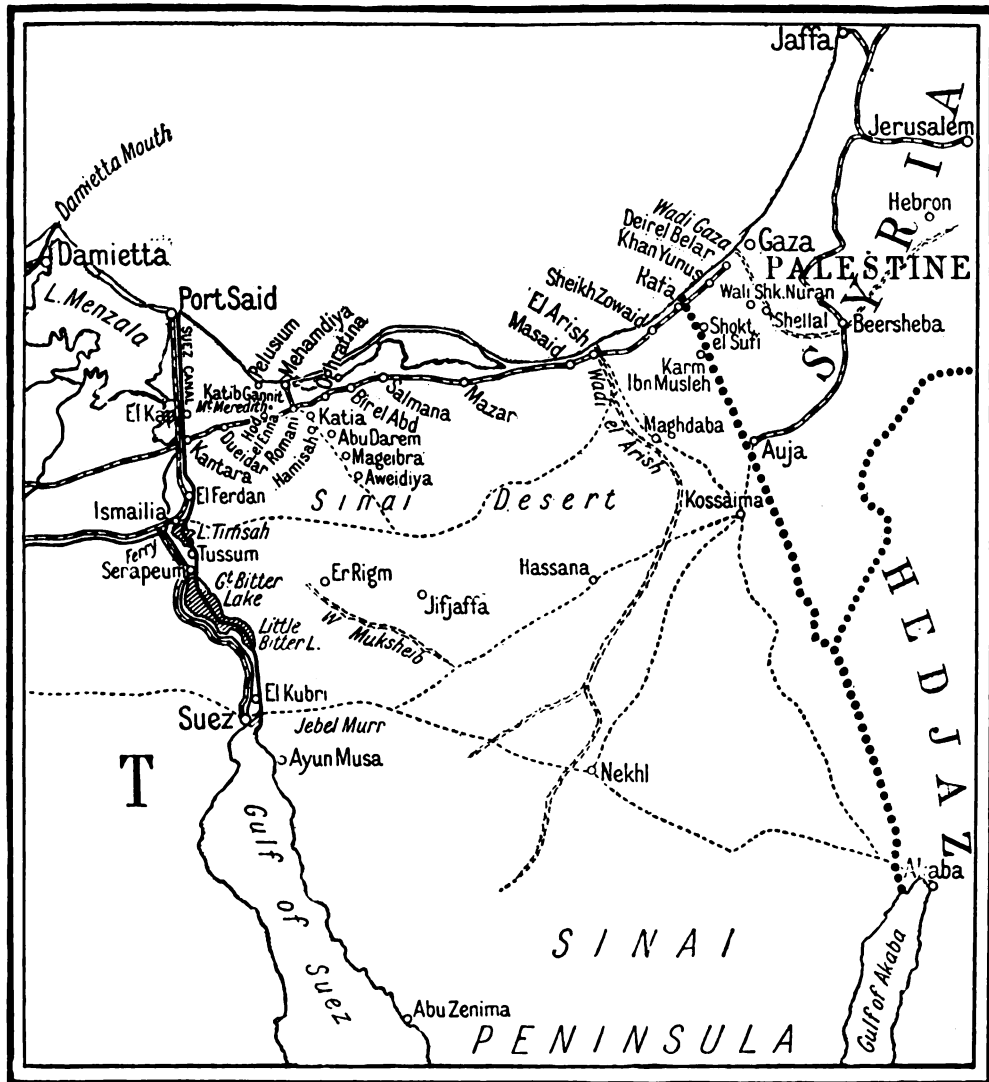 Jaffa
Jerusalem
Hebron
SYRIA
Damietta Mouth
Damietta
L. Menzala
Port Said
SUEZ CANAL
Wadi Gaza
Deir el Belar
Khan Yunus
Gaza
PALESTINE
Rafa
Wali Shk. Nuran
Shellal
Beersheba
Sheikh Zowaid
El Arish
Masaid
Shokt
el Sufi
Karm
Ibn Musleh
Pelusium
Mehamdiya
Oghratina
Katib Gannit
Mt Meredith
El Kap
Hod
el Enna
Romani
Hamisah
Dueidar
Kantara
Katia
Bir el Abd
Salmana
Mazar
Abu Darem
Mageibra
Aweidiya
Wadi
el Arish
Maghdaba
Auja
El Ferdan
Sinai Desert
Kossaima
Ismailia
L. Timsah
Ferry
Tussum
Serapeum
Gt Bitter
Lake
Er Rigm
Jifjaffa
Hassana
W Muksheib
Little
Bitter L.
El Kubri
Suez
Jebel Murr
Ayun Musa
Nekhl
HEDJAZ
T
Akaba
Gulf of Suez
Gulf of Akaba
Abu Zenima
SINAI
PENINSULA